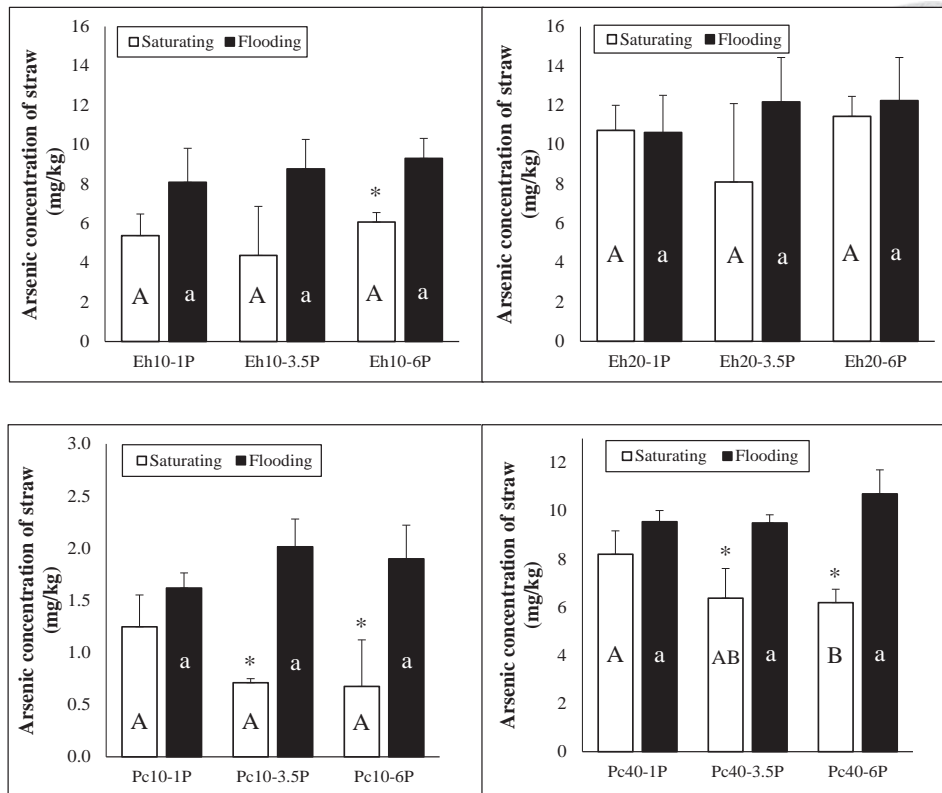 Arsenic concentration of straw
(mg/kg)
16
14
12
10
8
6
4
2
0
Saturating Flooding
*
A a A a A a
Eh10-1P Eh10-3.5P Eh10-6P
Arsenic concentration of straw
(mg/kg)
16
14
12
10
8
6
4
2
0
Saturating Flooding
A a A a A a
Eh20-1P Eh20-3.5P Eh20-6P
Arsenic concentration of straw
(mg/kg)
3.0
2.5
2.0
1.5
1.0
0.5
0.0
Saturating Flooding
* *
A a A a A a
Pc10-1P Pc10-3.5P Pc10-6P
Arsenic concentration of straw
(mg/kg)
12
10
8
6
4
2
0
Saturating Flooding
* *
A a AB a B a
Pc40-1P Pc40-3.5P Pc40-6P